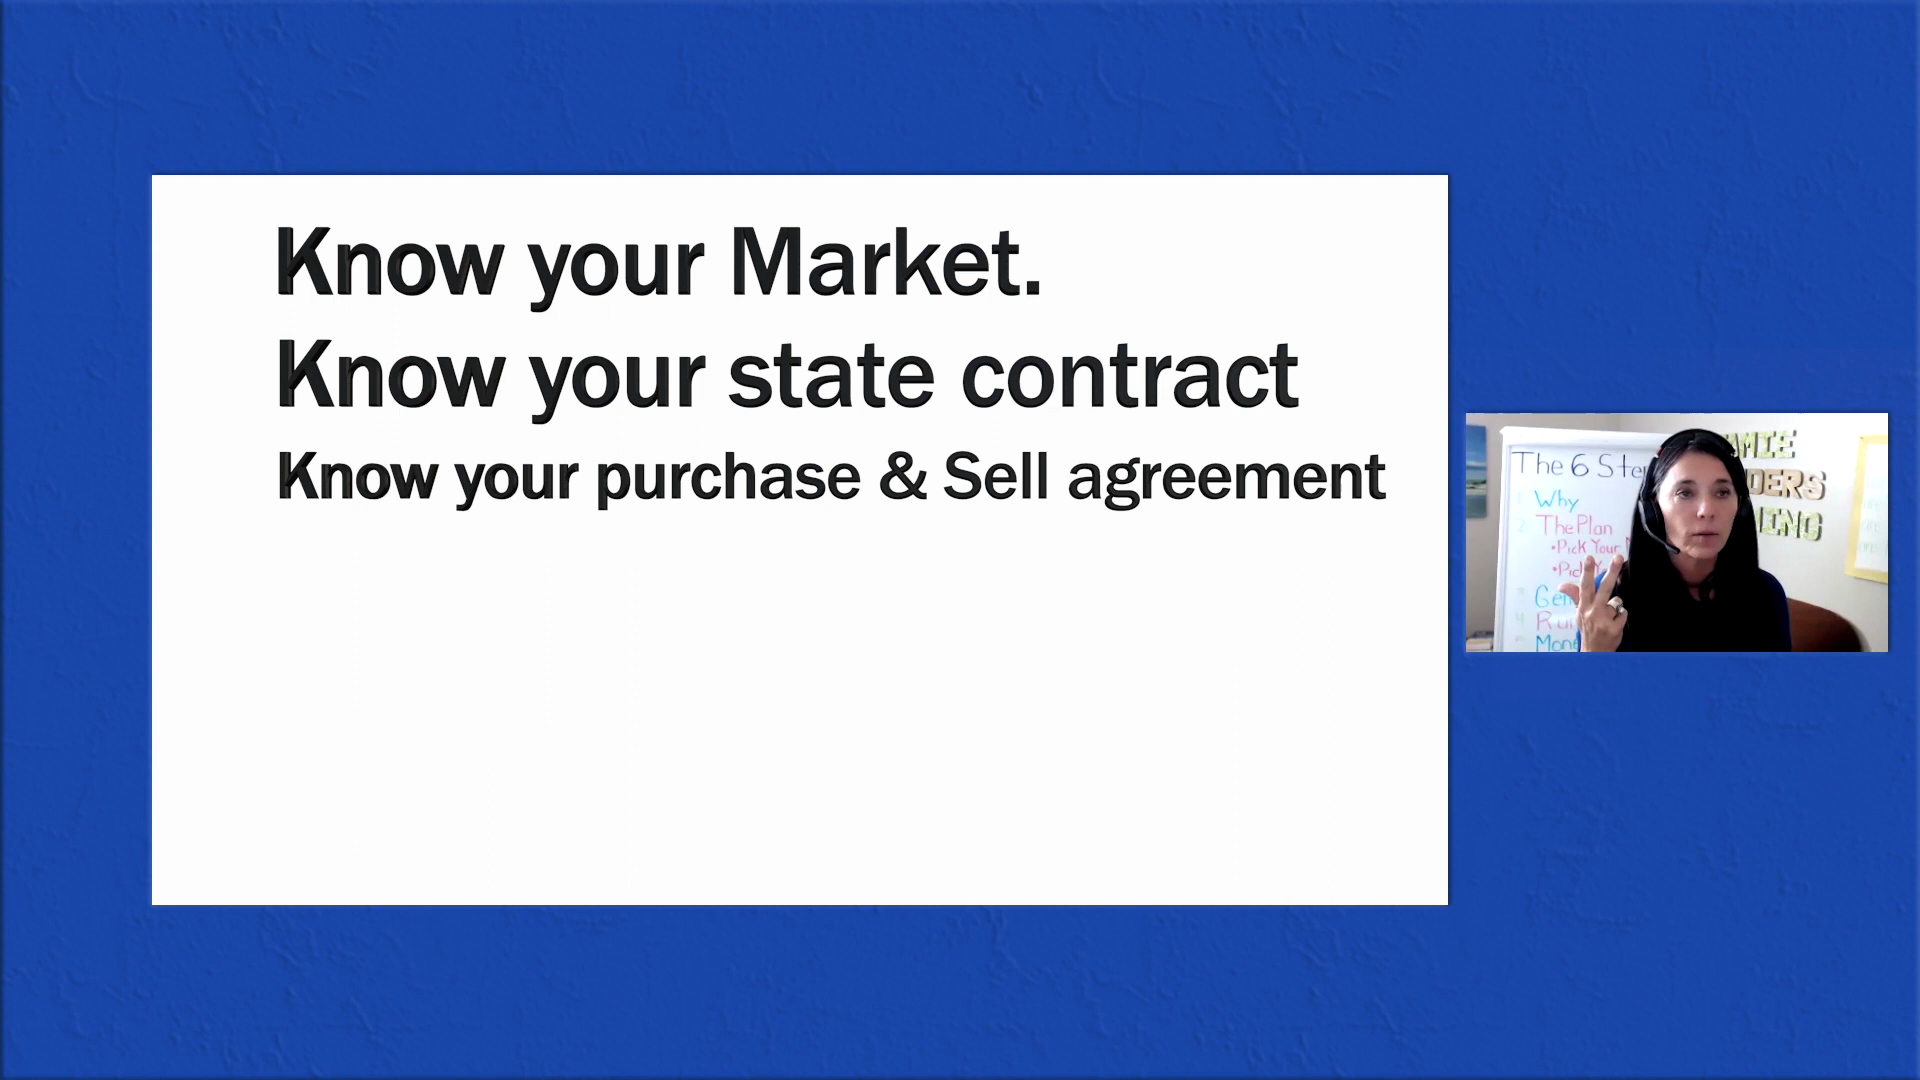 Know your Market.
Know your state contract
Know your purchase & Sell agreement
The 6
Why
The Plan
•Pick Your